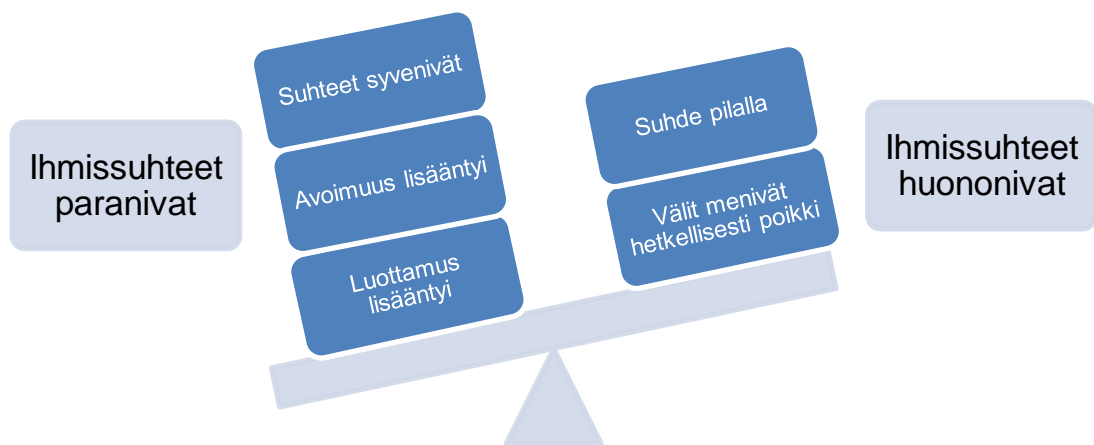 Ihmissuhteet
paranivat
Suhteet syvenivät
Avoimuus lisääntyi
Luottamus
lisääntyi
Suhde pilalla
Välit menivät
hetkellisesti poikki
Ihmissuhteet
huononivat